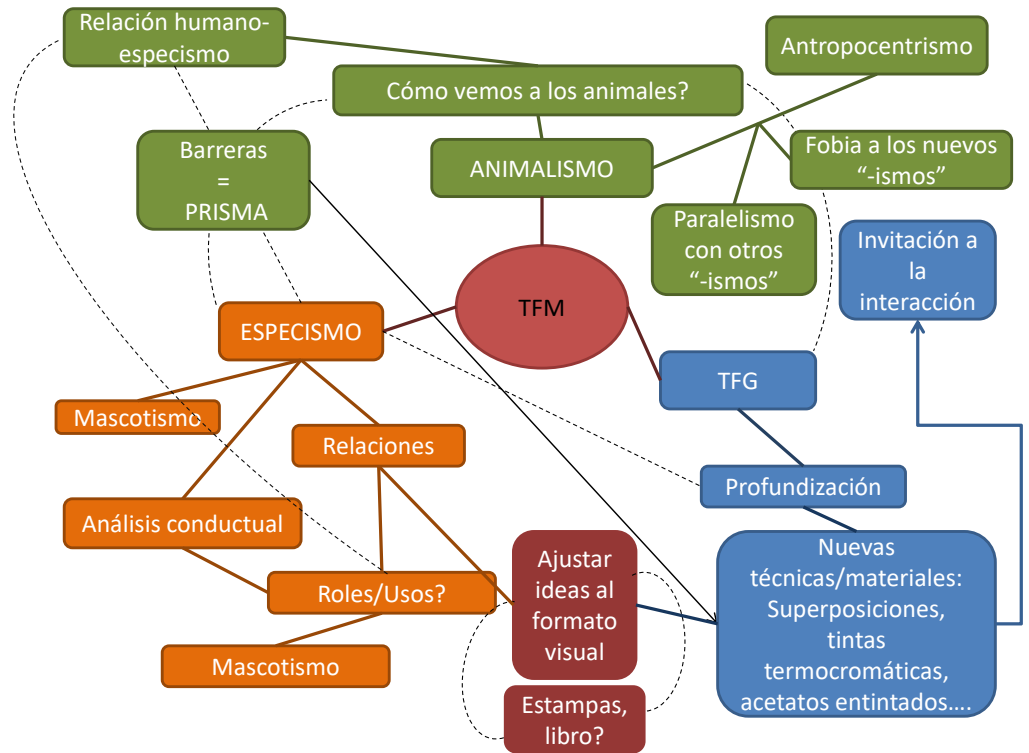 Relación humano-
especismo
Antropocentrismo
Cómo vemos a los animales?
Barreras
=
PRISMA
ANIMALISMO
Fobia a los nuevos
“-ismos”
Paralelismo
con otros
“-ismos”
Invitación a
la
interacción
TFM
ESPECISMO
TFG
Mascotismo
Relaciones
Profundización
Análisis conductual
Ajustar
ideas al
formato
visual
Nuevas
técnicas/materiales:
Superposiciones,
tintas
termocromáticas,
acetatos entintados….
Roles/Usos?
Mascotismo
Estampas,
libro?